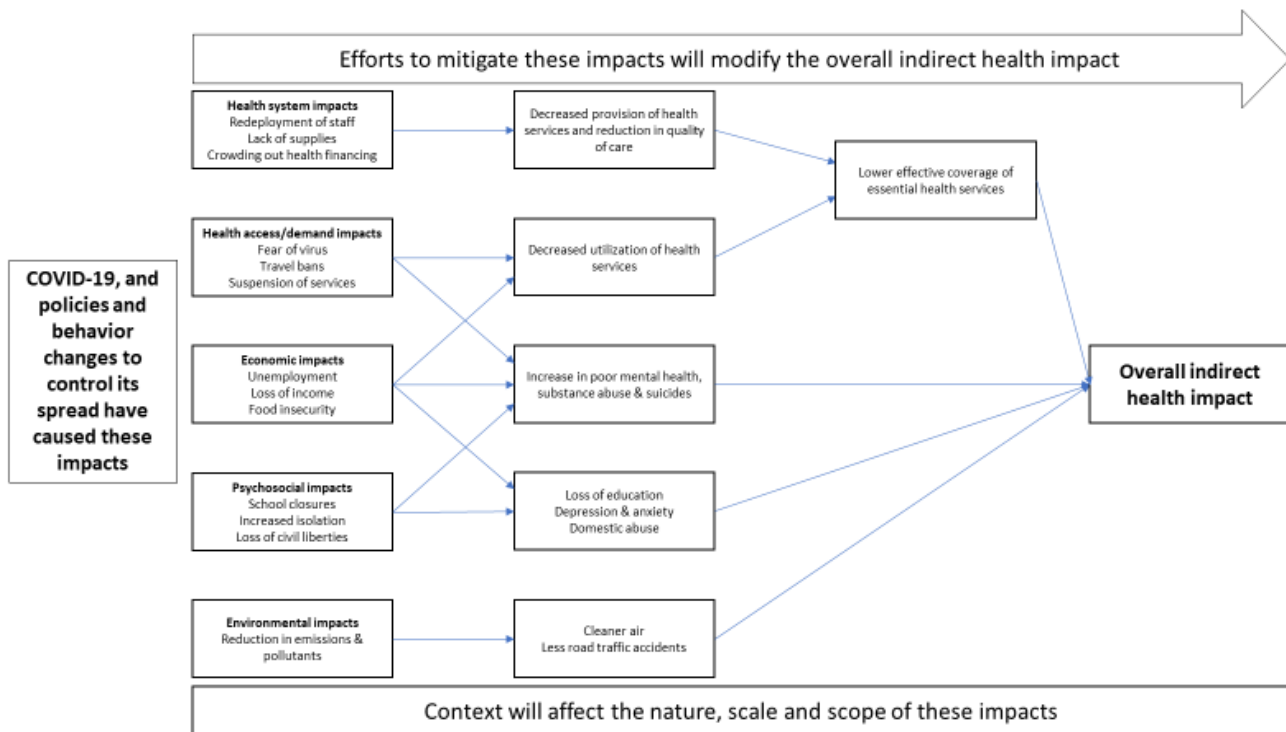 Efforts to mitigate these impacts will modify the overall indirect health impact
COVID-19, and
policies and
behavior
changes to
control its
spread have
caused these
impacts
Health system impacts
Redeployment of staff
Lack of supplies
Crowding out health financing
Health access/demand impacts
Fear of virus
Travel bans
Suspension of services
Economic impacts
Unemployment
Loss of income
Food insecurity
Psychosocial impacts
School closures
Increased isolation
Loss of civil liberties
Environmental impacts
Reduction in emissions &
pollutants
Decreased provision of health
services and reduction in quality
of care
Decreased utilization of health
services
Increase in poor mental health,
substance abuse & suicides
Loss of education
Depression & anxiety
Domestic abuse
Cleaner air
Less road traffic accidents
Lower effective coverage of
essential health services
Overall indirect
health impact
Context will affect the nature, scale and scope of these impacts